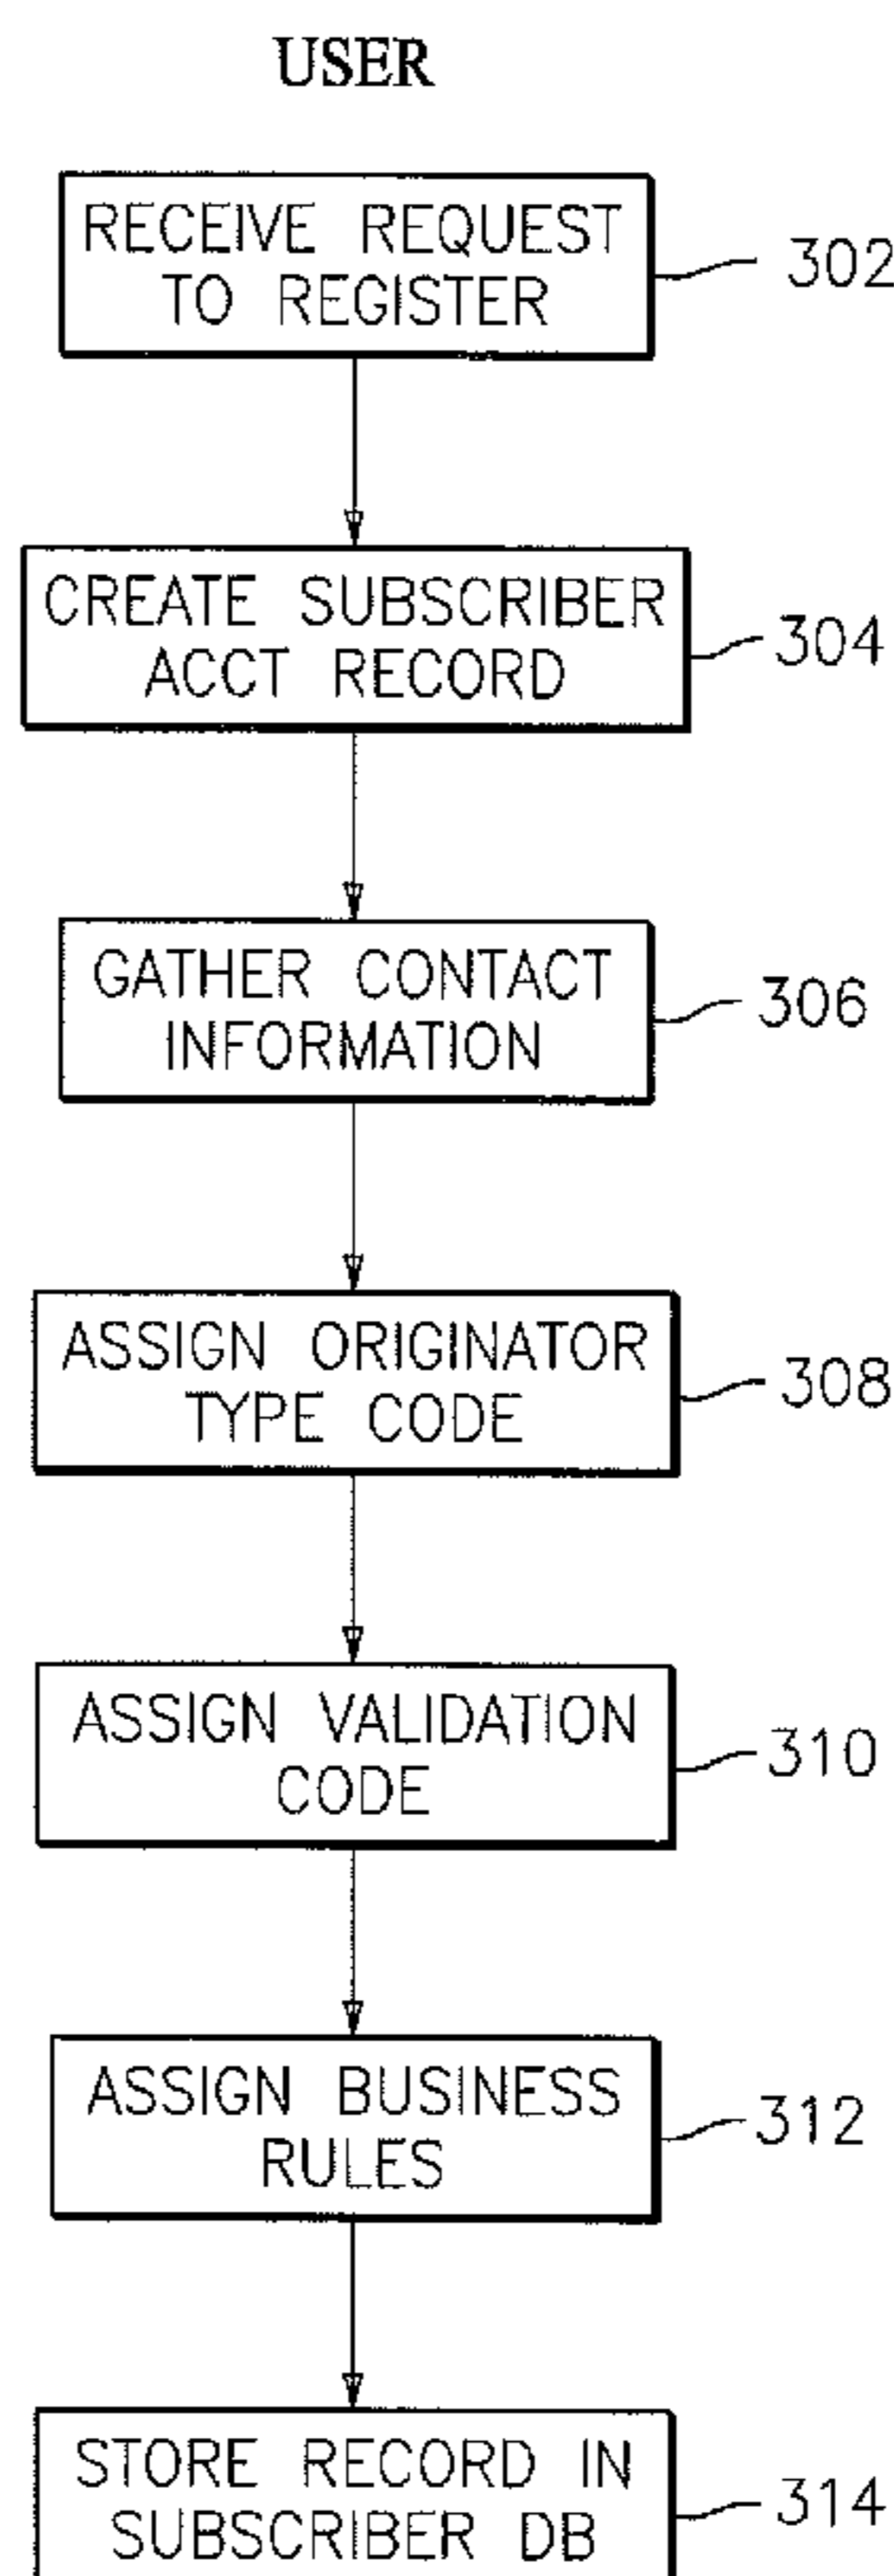 USER
RECEIVE REQUEST
TO REGISTER
302
CREATE SUBSCRIBER
ACCT RECORD
304
GATHER CONTACT
INFORMATION
306
ASSIGN ORIGINATOR
TYPE CODE
308
ASSIGN VALIDATION
CODE
310
ASSIGN BUSINESS
RULES
312
STORE RECORD IN
SUBSCRIBER DB
314